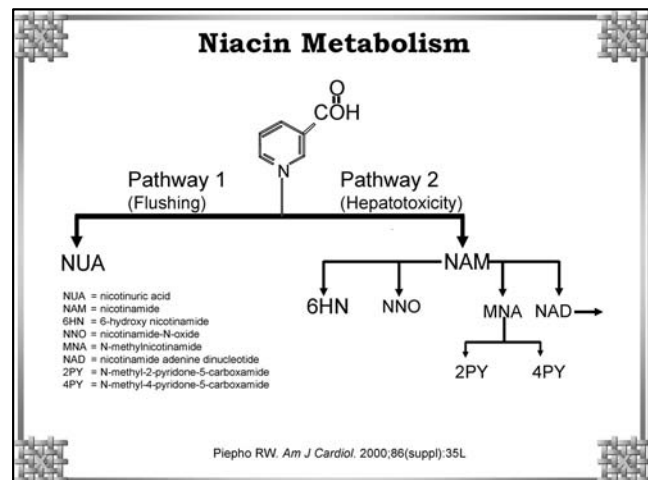 Niacin Metabolism
O
COH
N
Pathway 1
(Flushing)
Pathway 2
(Hepatotoxicity)
NUA
NAM
6HN
NNO
MNA
NAD
2PY
4PY
NUA = nicotinuric acid
NAM = nicotinamide
6HN = 6-hydroxy nicotinamide
NNO = nicotinamide-N-oxide
MNA = N-methylnicotinamide
NAD = nicotinamide adenine dinucleotide
2PY = N-methyl-2-pyridone-5-carboxamide
4PY = N-methyl-4-pyridone-5-carboxamide
Piepho RW. Am J Cardiol. 2000;86(suppl):35L